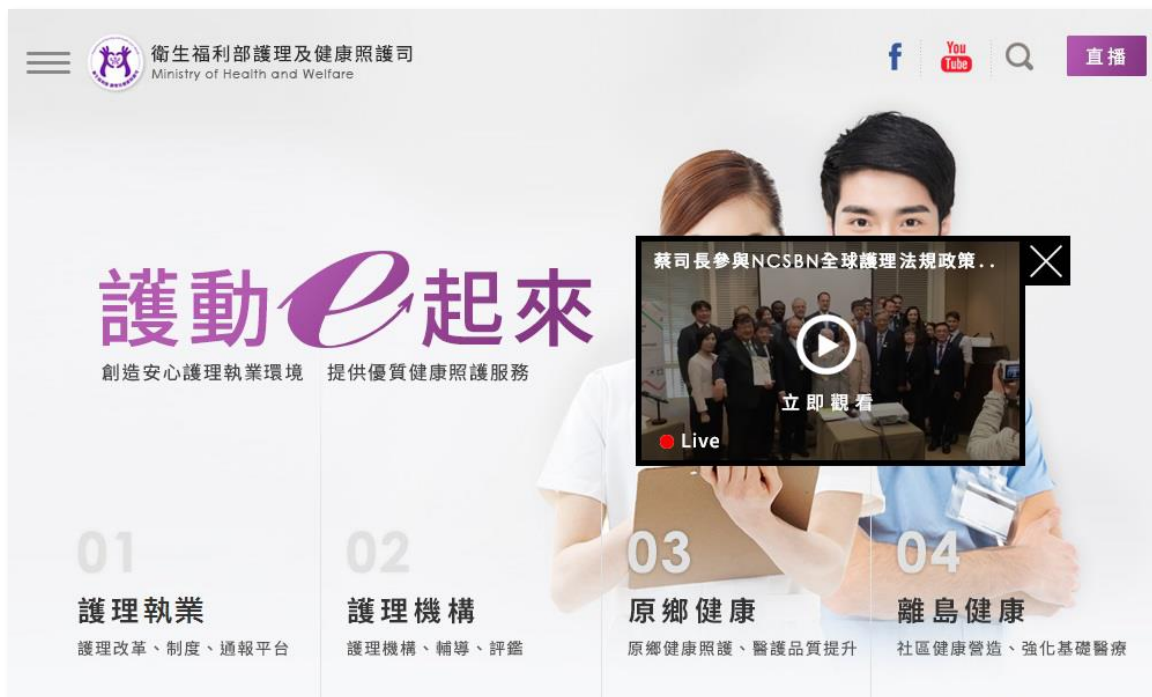 衛生福利部護理及健康照護司
Ministry of Health and Welfare
f
You
Tube
直播
護動e起來
創造安心護理執業環境 提供優質健康照護服務
蔡司長參與NCSBN全球護理法規政策..
立即觀看
Live
01
護理執業
護理改革、制度、通報平台
02
護理機構
護理機構、輔導、評鑑
03
原鄉健康
原鄉健康照護、醫護品質提升
04
離島健康
社區健康營造、強化基礎醫療